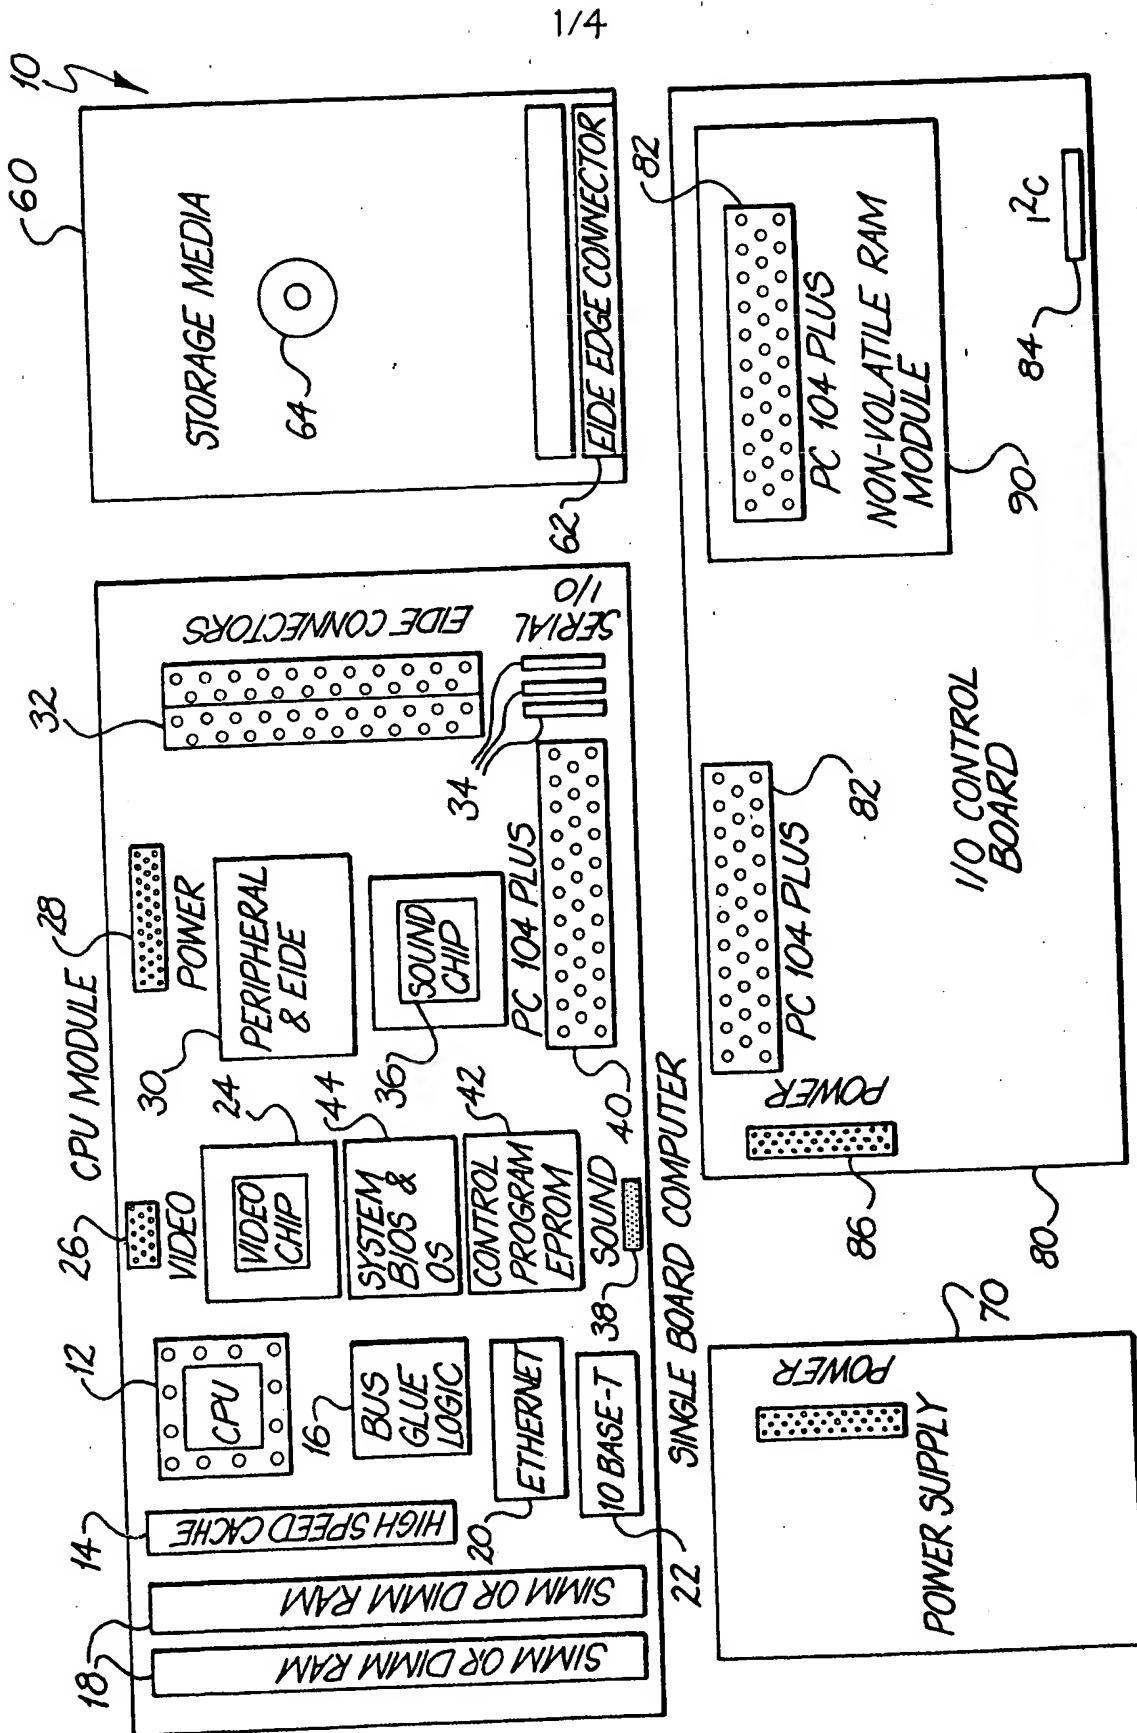 1/4
10
60
STORAGE MEDIA
64
EIDE EDGE CONNECTOR
62
CPU MODULE
12
CPU
14
HIGH SPEED CACHE
16
BUS
GLUE
LOGIC
18
SIMM OR DIMM RAM
SIMM OR DIMM RAM
20
ETHERNET
22
10 BASE-T
26
VIDEO
24
VIDEO
CHIP
44
SYSTEM
BIOS &
OS
42
CONTROL
PROGRAM
EPROM
38
SOUND
28
POWER
30
PERIPHERAL
& EIDE
36
SOUND
CHIP
40
PC 104 PLUS
32
EIDE CONNECTORS
34
SERIAL
I/O
SINGLE BOARD COMPUTER
70
POWER
POWER SUPPLY
80
86
POWER
82
PC 104 PLUS
I/O CONTROL
BOARD
82
PC 104 PLUS
NON-VOLATILE RAM
MODULE
90
84
I2C